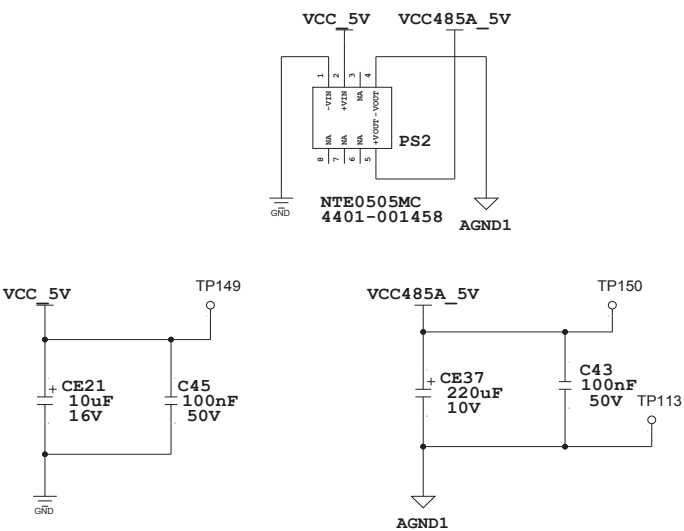 VCC_5V VCC485A_5V
1 2 3 4
-VIN +VIN NA -VOUT
NA NA NA +VOUT
8 7 6 5
PS2
NTE0505MC
4401-001458
GND
AGND1
VCC_5V
TP149
CE21
10uF
16V
C45
100nF
50V
GND
VCC485A_5V
TP150
CE37
220uF
10V
C43
100nF
50V
TP113
AGND1